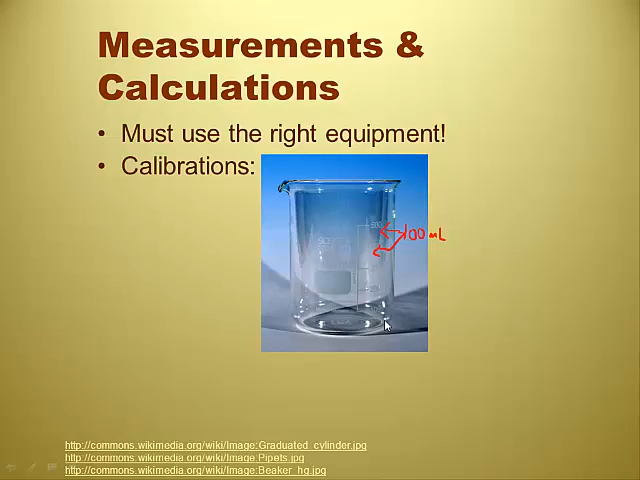 Measurements &
Calculations
• Must use the right equipment!
• Calibrations:
100 mL
http://commons.wikimedia.org/wiki/Image:Graduated_cylinder.jpg
http://commons.wikimedia.org/wiki/Image:Pipets.jpg
http://commons.wikimedia.org/wiki/Image:Beaker_hg.jpg